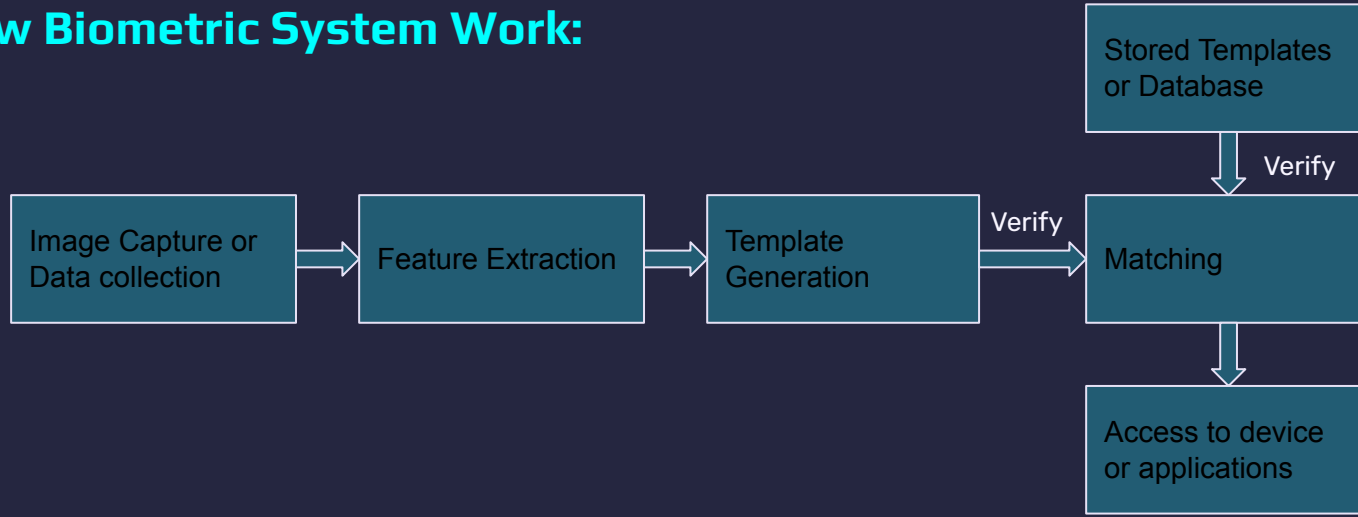 w Biometric System Work:
Stored Templates
or Database
Verify
Image Capture or
Data collection
Feature Extraction
Template
Generation
Verify
Matching
Access to device
or applications